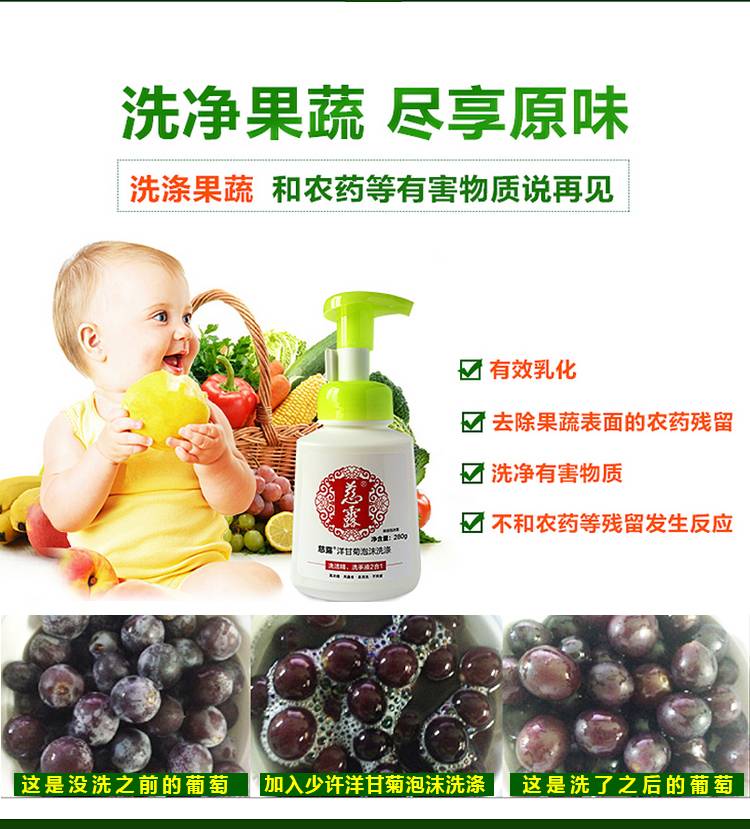 洗净果蔬 尽享原味
洗涤果蔬 和农药等有害物质说再见
有效乳化
去除果蔬表面的农药残留
洗净有害物质
不和农药等残留发生反应
慈露®
净含量：280g
慈露®洋甘菊泡沫洗涤
洗洁精、洗手液2合1
这是没洗之前的葡萄
加入少许洋甘菊泡沫洗涤
这是洗了之后的葡萄